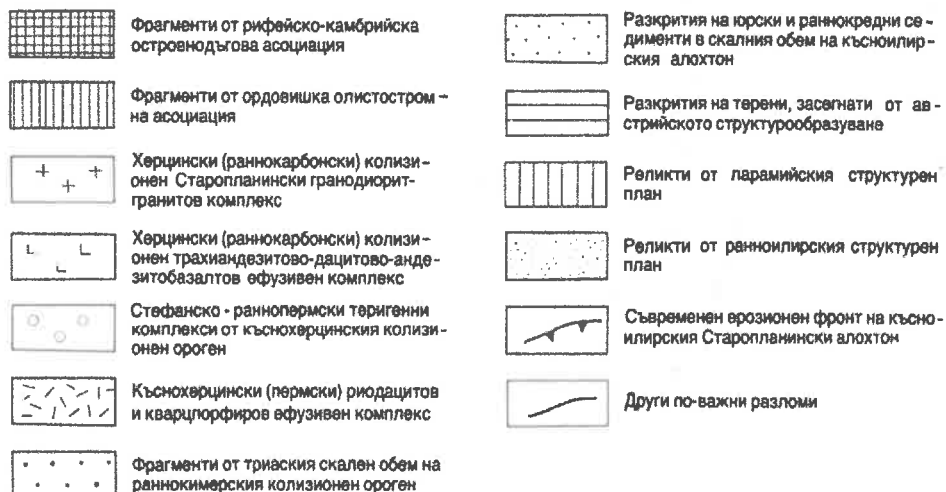 Фрагменти от рифейско-камбрийска
островнодъгова асоциация
Фрагменти от ордовишка олистостром-
на асоциация
Херцински (раннокарбонски) колизи-
онен Старопланински гранодиорит-
гранитов комплекс
Херцински (раннокарбонски) колизи-
онен трахиандезитово-дацитово-анде-
зитобазалтов ефузивен комплекс
Стефанско - раннопермски теригенни
комплекси от къснохерцинския колизи-
онен ороген
Къснохерцински (пермски) риодацитов
и кварцпорфиров ефузивен комплекс
Фрагменти от триаския скален обем на
раннокимерския колизионен ороген
Разкрития на юрски и раннокредни се-
дименти в скалния обем на късноилир-
ския алохтон
Разкрития на терени, засегнати от ав-
стрийското структурообразуване
Реликти от ларамийския структурен
план
Реликти от ранноилирския структурен
план
Съвременен ерозионен фронт на късно-
илирския Старопланински алохтон
Други по-важни разломи